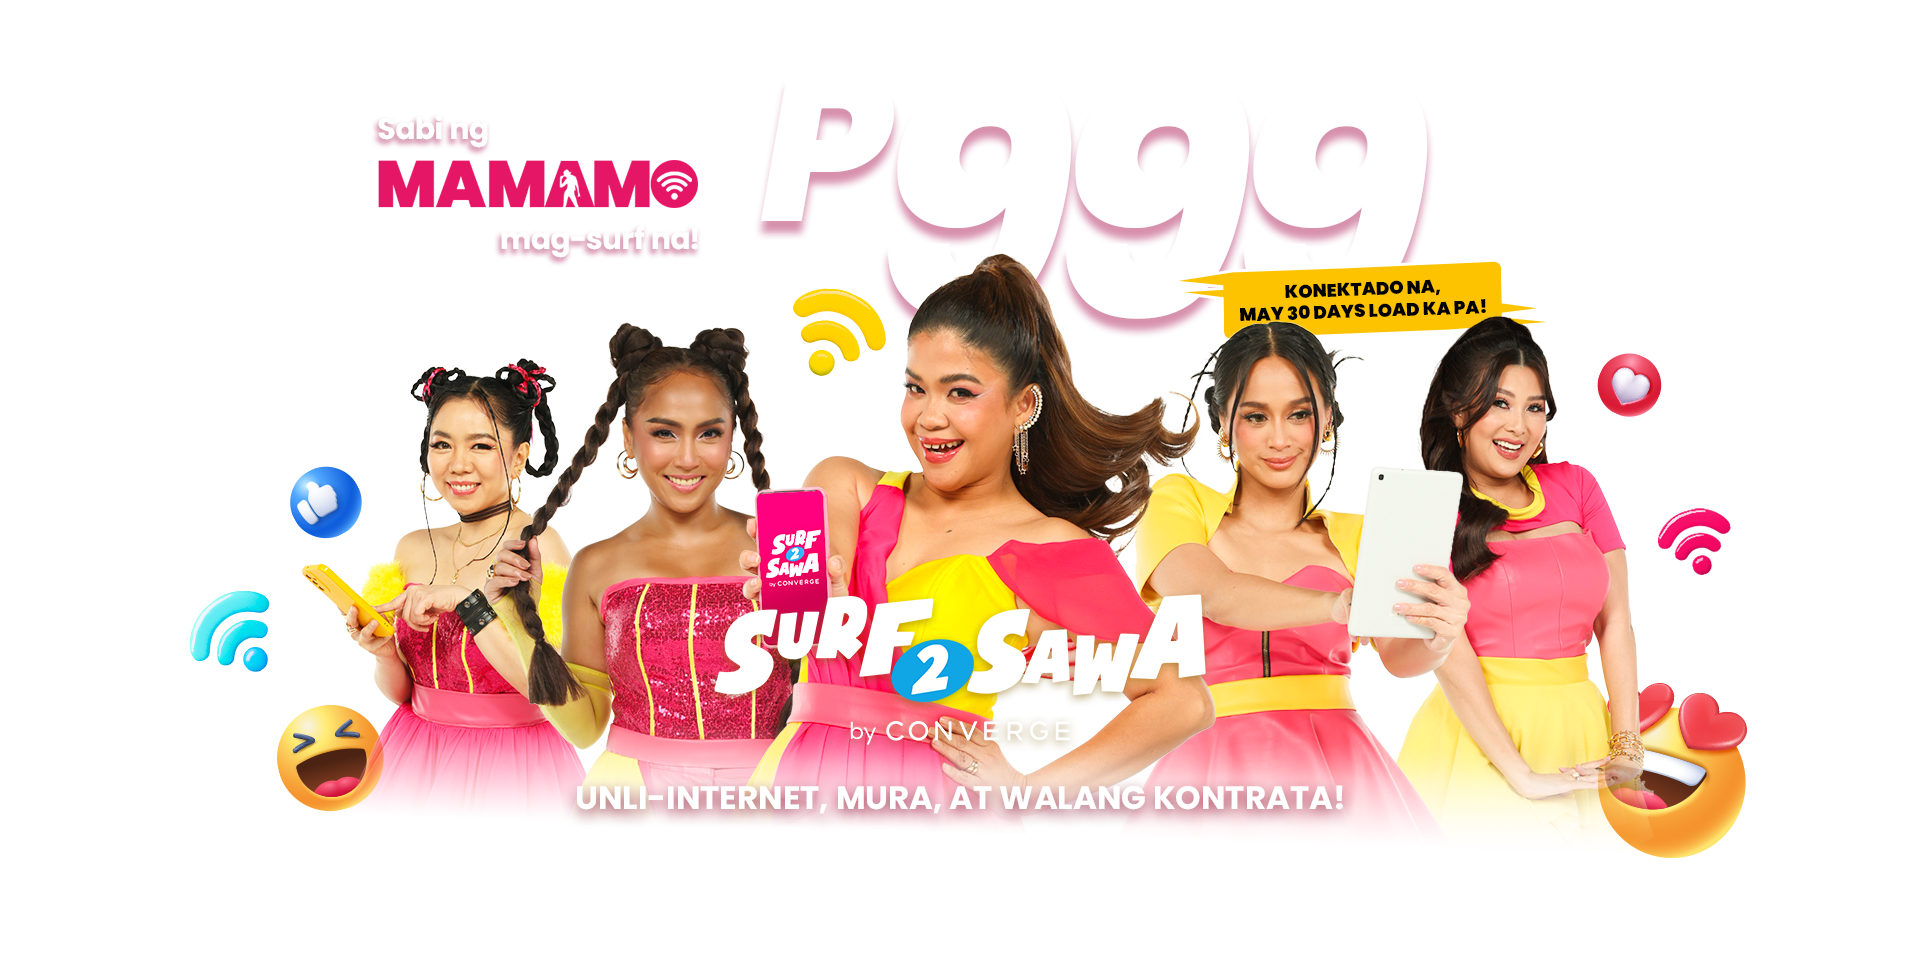 Sabi ng
MAMAMO
mag-surf na!
P999
KONEKTADO NA,
MAY 30 DAYS LOAD KA PA!
SURF
2
SAWA
by CONVERGE
SURF 2 SAWA
by CONVERGE
UNLI-INTERNET, MURA, AT WALANG KONTRATA!